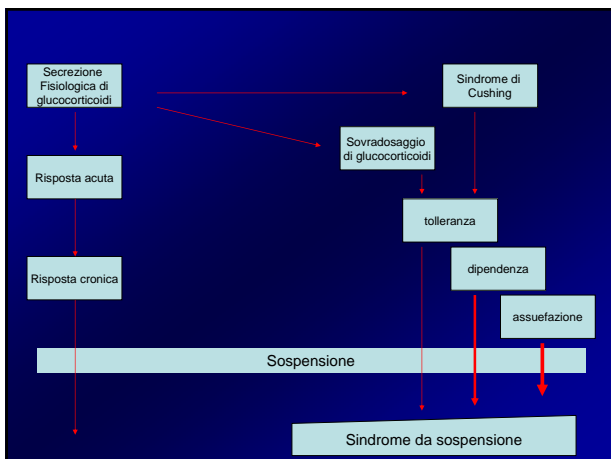 Secrezione
Fisiologica di
glucocorticoidi
Sindrome di
Cushing
Sovradosaggio
di glucocorticoidi
Risposta acuta
tolleranza
Risposta cronica
dipendenza
assuefazione
Sospensione
Sindrome da sospensione